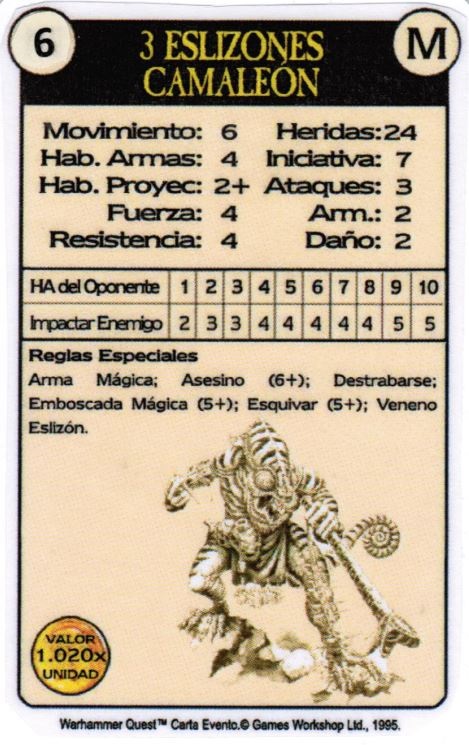 6
3 ESLIZONES
CAMALEÓN
M
Movimiento: 6 Heridas: 24
Hab. Armas: 4 Iniciativa: 7
Hab. Proyec: 2+ Ataques: 3
Fuerza: 4 Arm.: 2
Resistencia: 4 Daño: 2
HA del Oponente 1 2 3 4 5 6 7 8 9 10
Impactar Enemigo 2 3 3 4 4 4 4 4 5 5
Reglas Especiales
Arma Mágica; Asesino (6+); Destrabarse;
Emboscada Mágica (5+); Esquivar (5+); Veneno
Eslizón.
VALOR
1.020x
UNIDAD
Warhammer Quest™ Carta Evento.© Games Workshop Ltd., 1995.